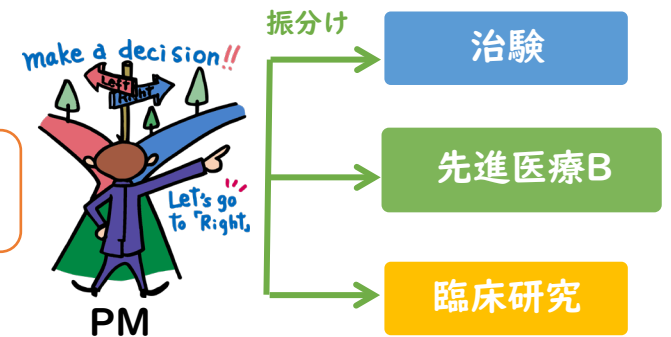 make a decision!!
Left
Right
Let's go
to "Right"
PM
振分け
治験
先進医療B
臨床研究